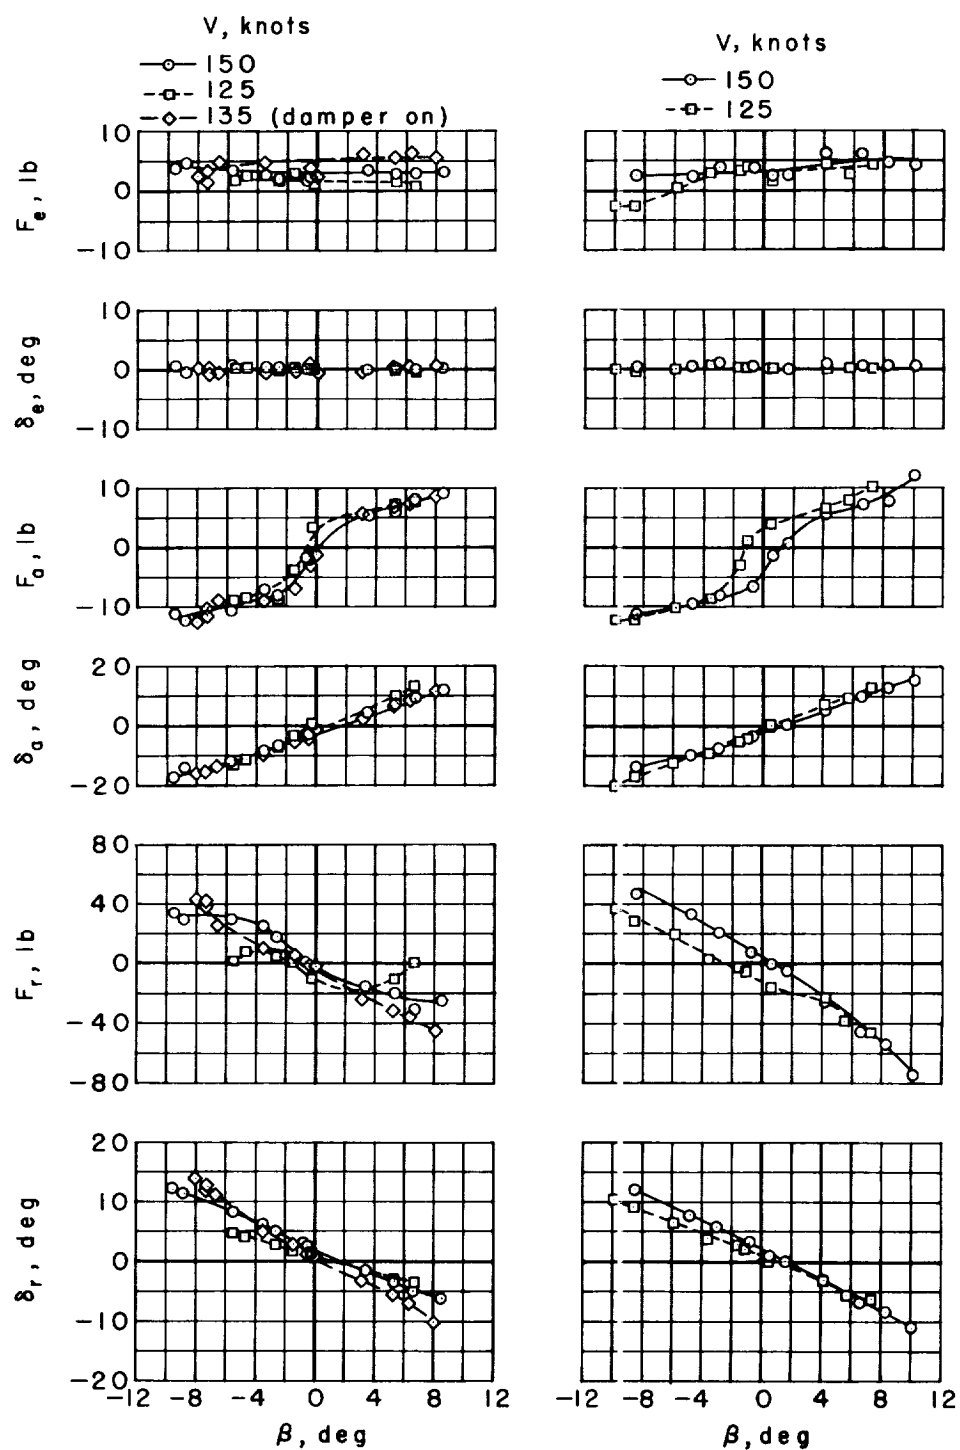 V, knots
150
125
135 (damper on)
V, knots
150
125
F_e, lb
10
0
-10
δ_e, deg
10
0
-10
F_a, lb
10
0
-10
δ_a, deg
20
0
-20
F_r, lb
80
40
0
-40
-80
δ_r, deg
20
10
0
-10
-20
-12 -8 -4 0 4 8 12
-12 -8 -4 0 4 8 12
β, deg
β, deg